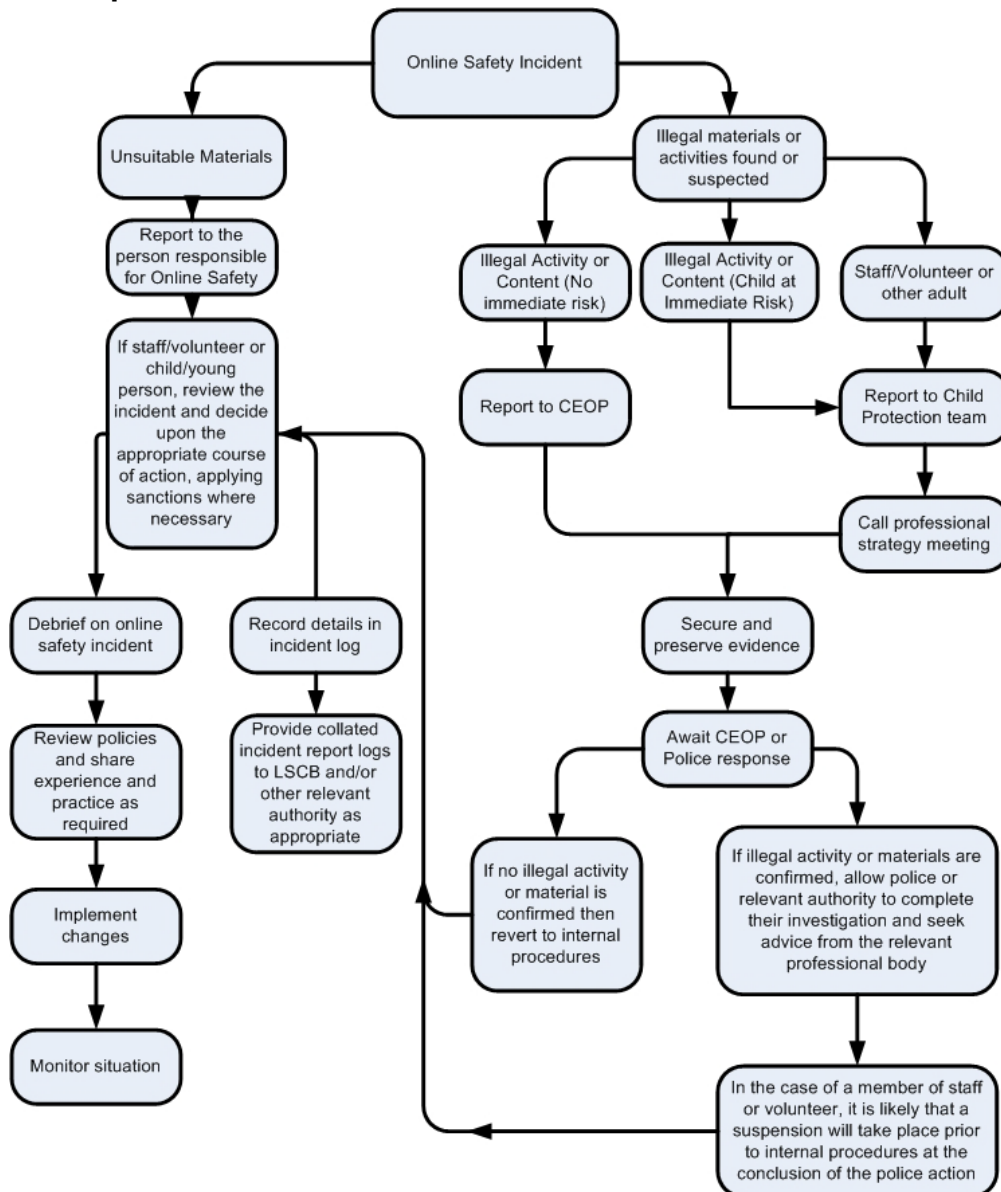 Online Safety Incident
Unsuitable Materials
Illegal materials or
activities found or
suspected
Report to the
person responsible
for Online Safety
Illegal Activity or
Content (No
immediate risk)
Illegal Activity or
Content (Child at
Immediate Risk)
Staff/Volunteer or
other adult
If staff/volunteer or
child/young
person, review the
incident and decide
upon the
appropriate course
of action, applying
sanctions where
necessary
Report to CEOP
Report to Child
Protection team
Call professional
strategy meeting
Debrief on online
safety incident
Record details in
incident log
Secure and
preserve evidence
Review policies
and share
experience and
practice as
required
Provide collated
incident report logs
to LSCB and/or
other relevant
authority as
appropriate
Await CEOP or
Police response
If no illegal activity
or material is
confirmed then
revert to internal
procedures
If illegal activity or materials are
confirmed, allow police or
relevant authority to complete
their investigation and seek
advice from the relevant
professional body
Implement
changes
Monitor situation
In the case of a member of staff
or volunteer, it is likely that a
suspension will take place prior
to internal procedures at the
conclusion of the police action